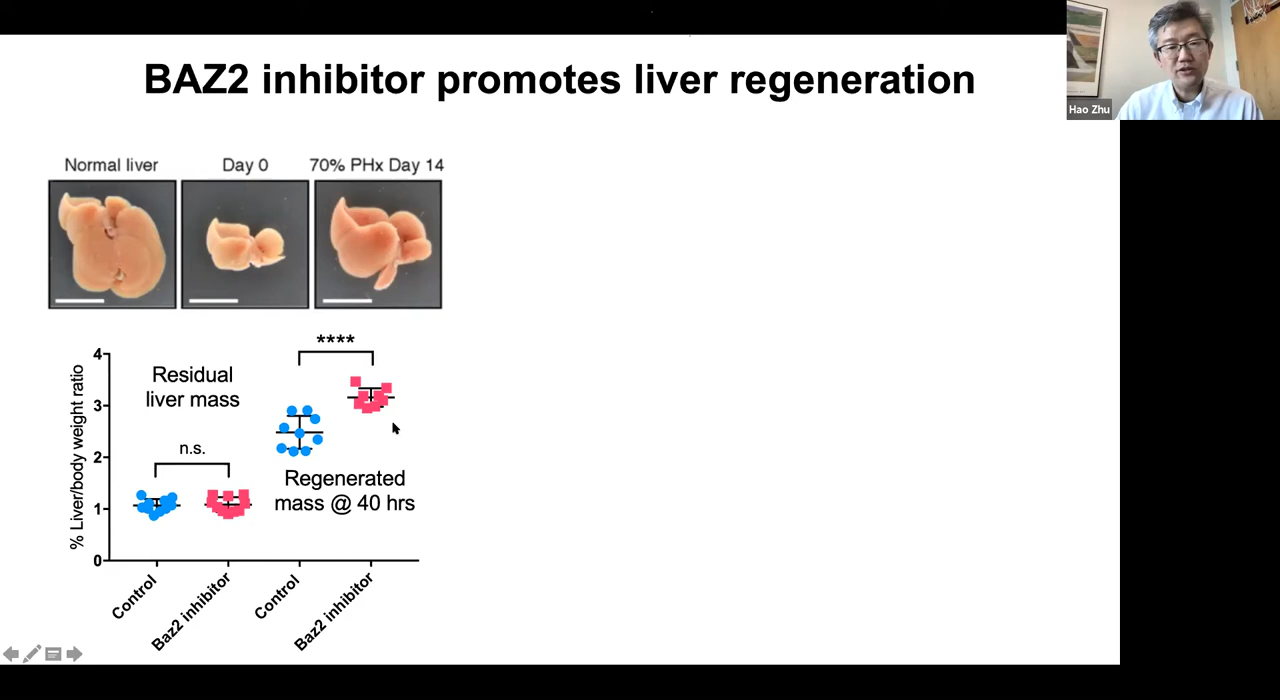 BAZ2 inhibitor promotes liver regeneration
Hao Zhu
Normal liver
Day 0
70% PHx Day 14
% Liver/body weight ratio
4
3
2
1
0
Residual
liver mass
n.s.
****
Regenerated
mass @ 40 hrs
Control
Baz2 inhibitor
Control
Baz2 inhibitor